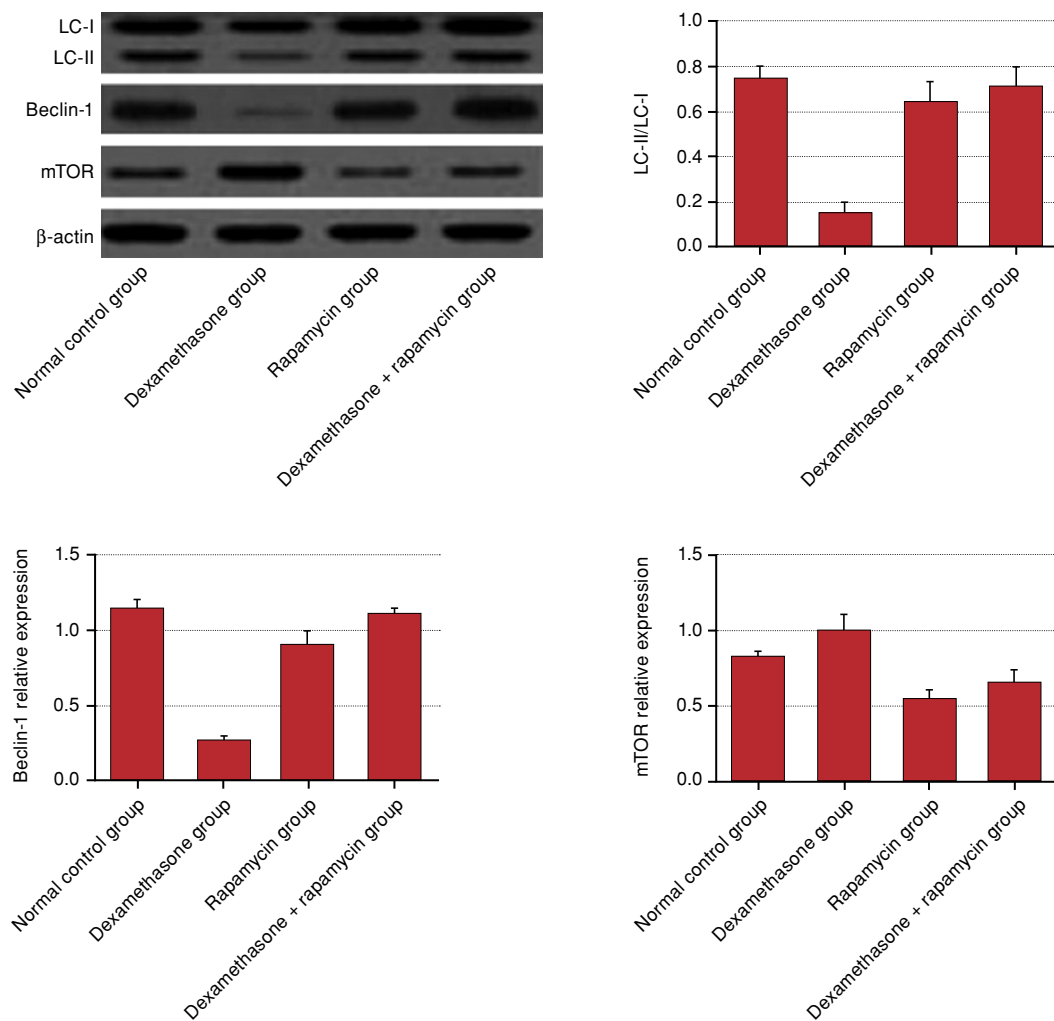 LC-I
LC-II
Beclin-1
mTOR
β-actin
Normal control group
Dexamethasone group
Rapamycin group
Dexamethasone + rapamycin group
LC-II/LC-I
1.0
0.8
0.6
0.4
0.2
0.0
Normal control group
Dexamethasone group
Rapamycin group
Dexamethasone + rapamycin group
Beclin-1 relative expression
1.5
1.0
0.5
0.0
Normal control group
Dexamethasone group
Rapamycin group
Dexamethasone + rapamycin group
mTOR relative expression
1.5
1.0
0.5
0.0
Normal control group
Dexamethasone group
Rapamycin group
Dexamethasone + rapamycin group